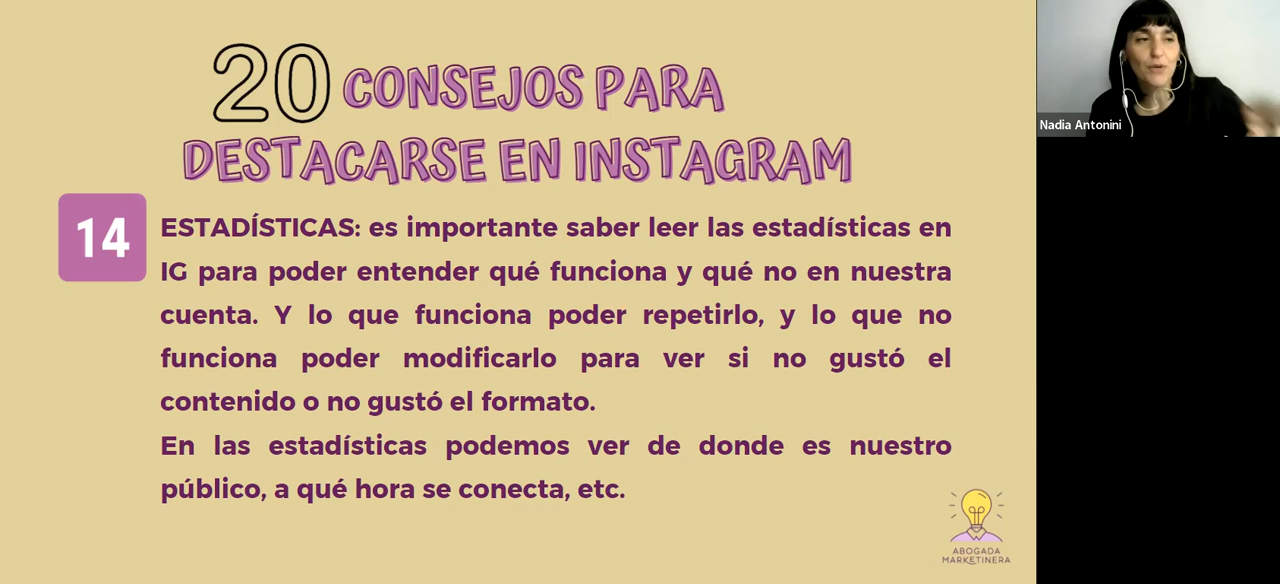 20 CONSEJOS PARA
DESTACARSE EN INSTAGRAM
14
ESTADÍSTICAS: es importante saber leer las estadísticas en
IG para poder entender qué funciona y qué no en nuestra
cuenta. Y lo que funciona poder repetirlo, y lo que no
funciona poder modificarlo para ver si no gustó el
contenido o no gustó el formato.
En las estadísticas podemos ver de donde es nuestro
público, a qué hora se conecta, etc.
ABOGADA
MARKETINERA
Nadia Antonini